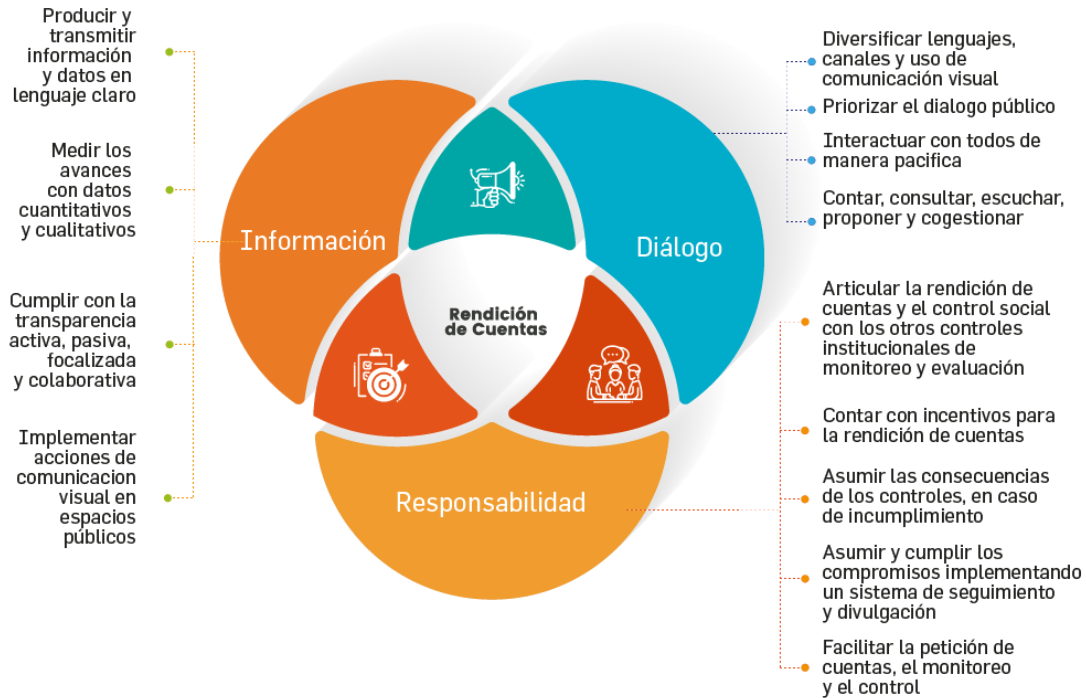 Producir y
transmitir
información
y datos en
lenguaje claro
Medir los
avances
con datos
cuantitativos
y cualitativos
Cumplir con la
transparencia
activa, pasiva,
focalizada
y colaborativa
Implementar
acciones de
comunicacion
visual en
espacios
públicos
Información
Diálogo
Rendición
de Cuentas
Responsabilidad
Diversificar lenguajes,
canales y uso de
comunicación visual
Priorizar el dialogo público
Interactuar con todos de
manera pacifica
Contar, consultar, escuchar,
proponer y cogestionar
Articular la rendición de
cuentas y el control social
con los otros controles
institucionales de
monitoreo y evaluación
Contar con incentivos para
la rendición de cuentas
Asumir las consecuencias
de los controles, en caso
de incumplimiento
Asumir y cumplir los
compromisos implementando
un sistema de seguimiento
y divulgación
Facilitar la petición de
cuentas, el monitoreo
y el control